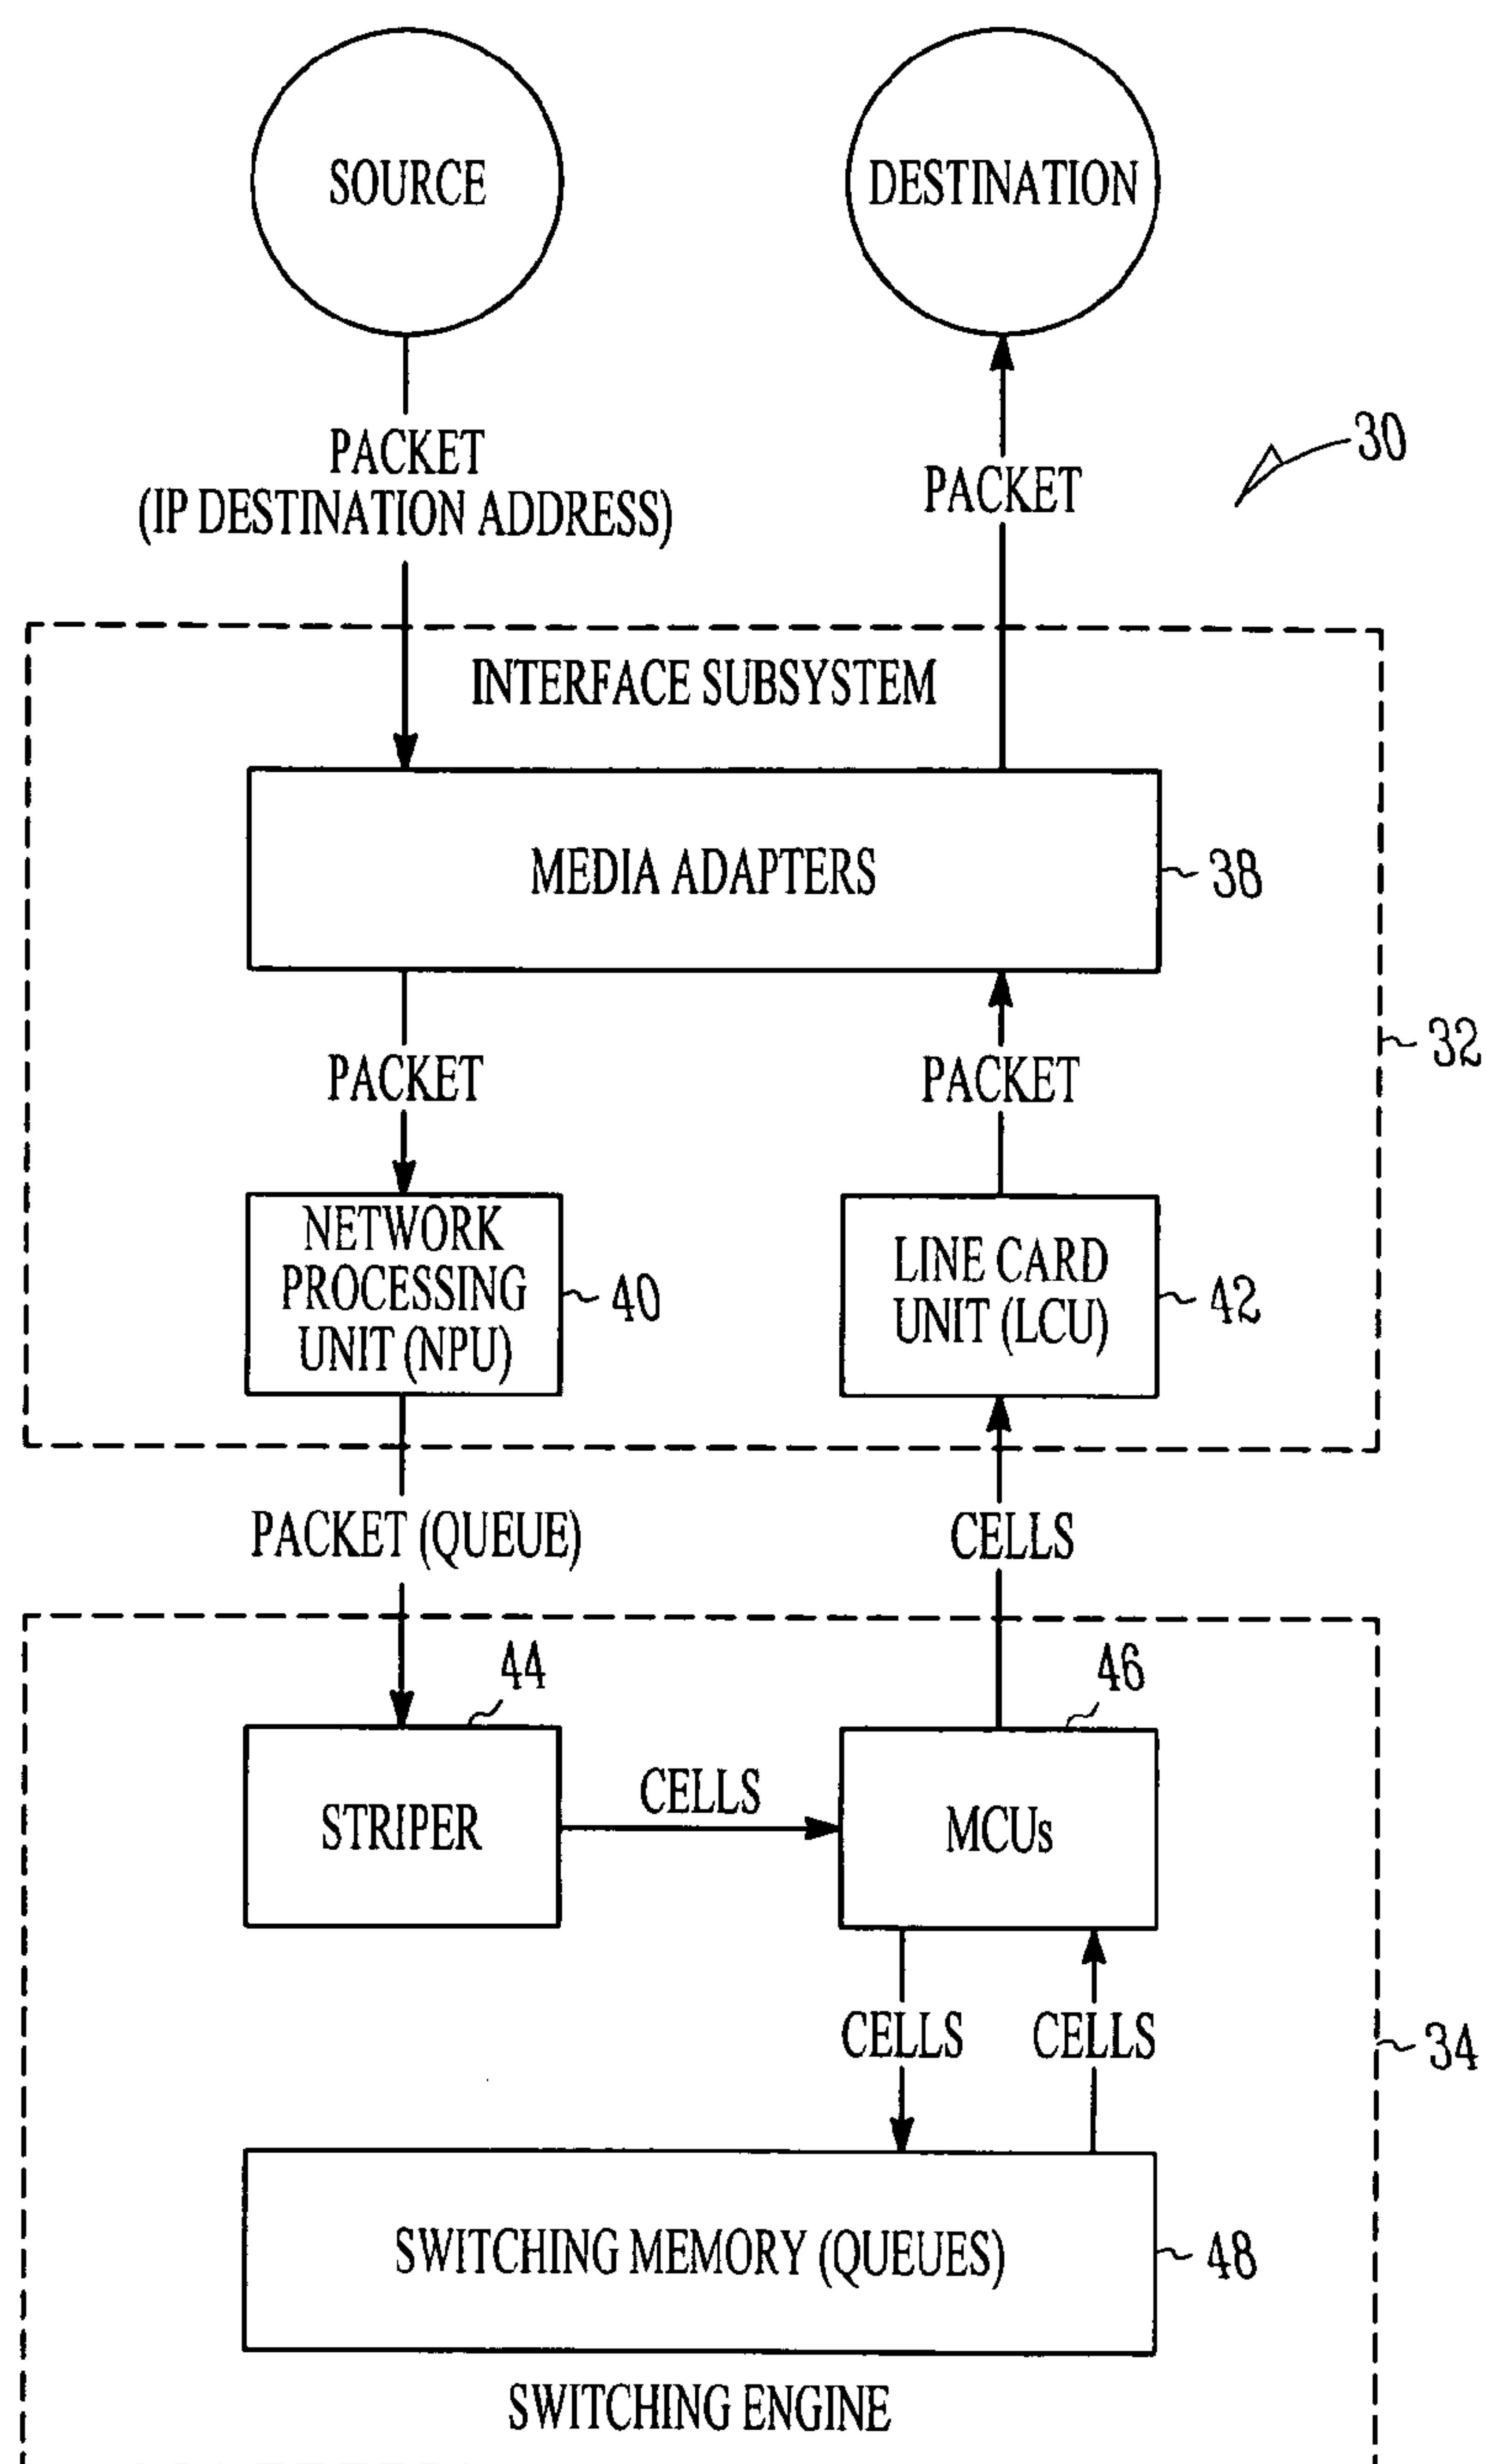 SOURCE
DESTINATION
PACKET
(IP DESTINATION ADDRESS)
PACKET
30
INTERFACE SUBSYSTEM
MEDIA ADAPTERS
38
32
PACKET
PACKET
NETWORK
PROCESSING
UNIT (NPU)
40
LINE CARD
UNIT (LCU)
42
PACKET (QUEUE)
CELLS
44
46
STRIPER
CELLS
MCUs
CELLS
CELLS
34
SWITCHING MEMORY (QUEUES)
48
SWITCHING ENGINE